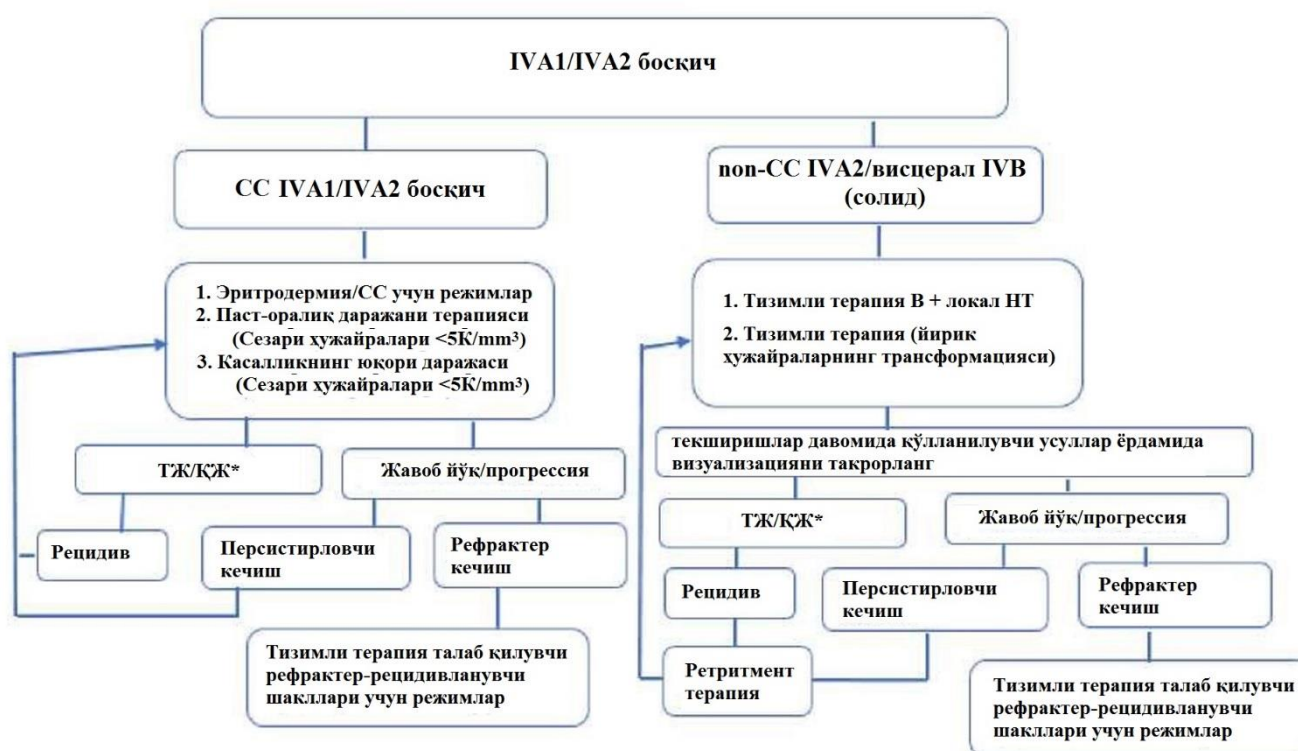 IVA1/IVA2 босқич
СС IVA1/IVA2 босқич
non-СС IVA2/висцерал IVB
(солид)
1. Эритродермия/СС учун режимлар
2. Паст-оралиқ даражани терапияси
(Сезари ҳужайралари <5К/mm³)
3. Касалликнинг юқори даражаси
(Сезари ҳужайралари <5К/mm³)
1. Тизимли терапия В + локал НТ
2. Тизимли терапия (йирик
ҳужайраларнинг трансформацияси)
текширишлар давомида қўлланилувчи усуллар ёрдамида
визуализацияни такрорланг
ТЖ/ҚЖ*
Жавоб йўқ/прогрессия
ТЖ/ҚЖ*
Жавоб йўқ/прогрессия
Рецидив
Персистирловчи
кечиш
Рефрактер
кечиш
Рецидив
Персистирловчи
кечиш
Рефрактер
кечиш
Тизимли терапия талаб қилувчи
рефрактер-рецидивланувчи
шакллари учун режимлар
Ретритмент
терапия
Тизимли терапия талаб қилувчи
рефрактер-рецидивланувчи
шакллари учун режимлар